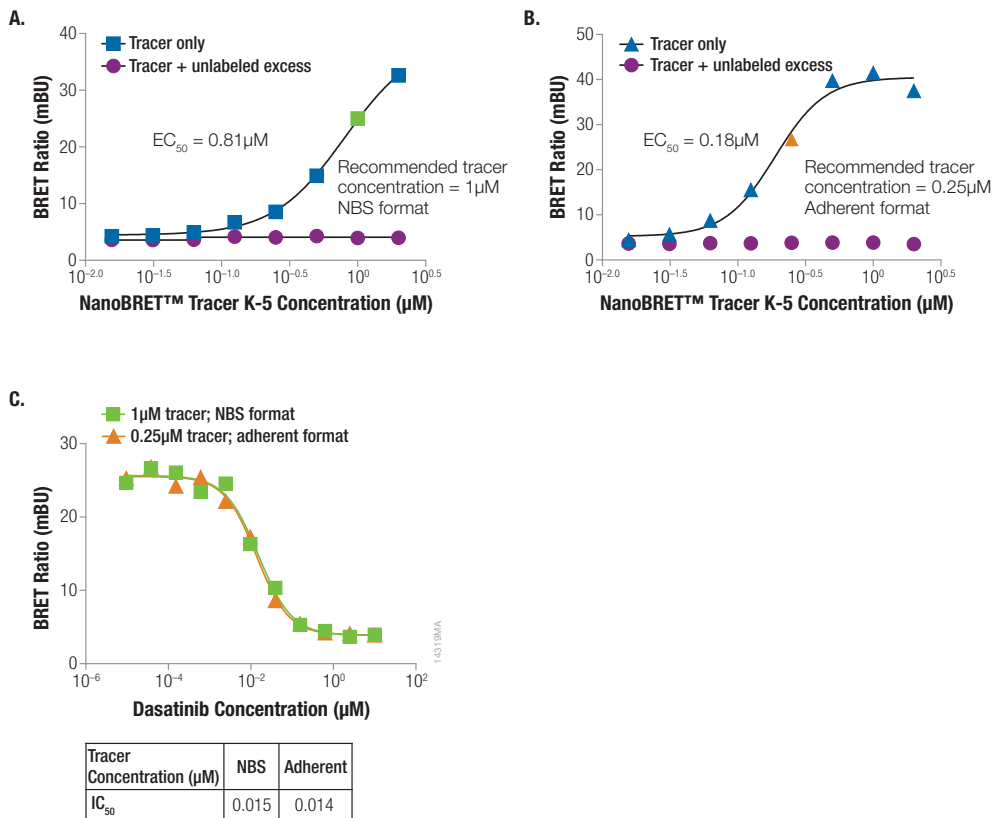 A.
Tracer only
Tracer + unlabeled excess
40
30
20
10
0
BRET Ratio (mBU)
EC50 = 0.81µM
Recommended tracer
concentration = 1µM
NBS format
10–2.0 10–1.5 10–1.0 10–0.5 100 100.5
NanoBRET™ Tracer K-5 Concentration (µM)
B.
Tracer only
Tracer + unlabeled excess
50
40
30
20
10
0
BRET Ratio (mBU)
EC50 = 0.18µM
Recommended tracer
concentration = 0.25µM
Adherent format
10–2.0 10–1.5 10–1.0 10–0.5 100 100.5
NanoBRET™ Tracer K-5 Concentration (µM)
C.
1µM tracer; NBS format
0.25µM tracer; adherent format
30
20
10
0
BRET Ratio (mBU)
10–6 10–4 10–2 100 102
Dasatinib Concentration (µM)
14319MA
Tracer
Concentration (µM) NBS Adherent
IC50 0.015 0.014